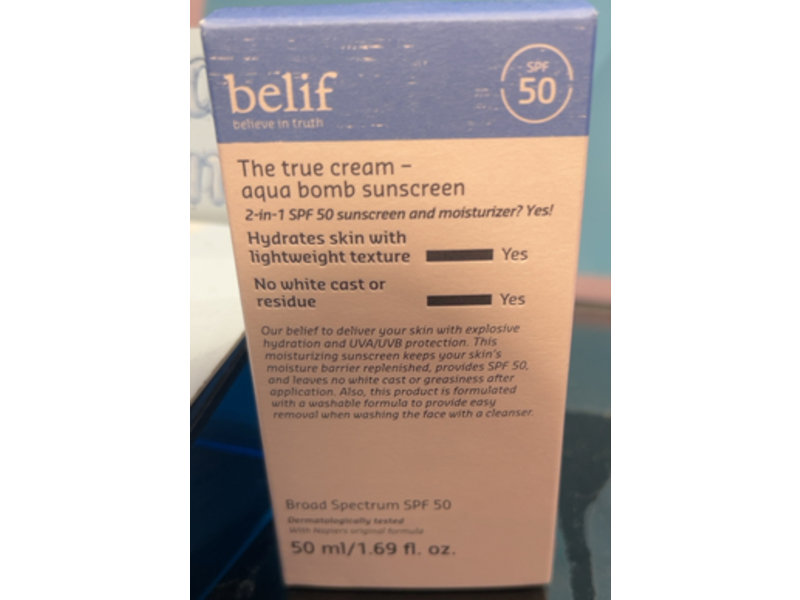 belif
believe in truth
SPF
50
The true cream –
aqua bomb sunscreen
2-in-1 SPF 50 sunscreen and moisturizer? Yes!
Hydrates skin with
lightweight texture Yes
No white cast or
residue Yes
Our belief to deliver your skin with explosive
hydration and UVA/UVB protection. This
moisturizing sunscreen keeps your skin's
moisture barrier replenished, provides SPF 50,
and leaves no white cast or greasiness after
application. Also, this product is formulated
with a washable formula to provide easy
removal when washing the face with a cleanser.
Broad Spectrum SPF 50
Dermatologically tested
With Napiers original formula
50 ml/1.69 fl. oz.